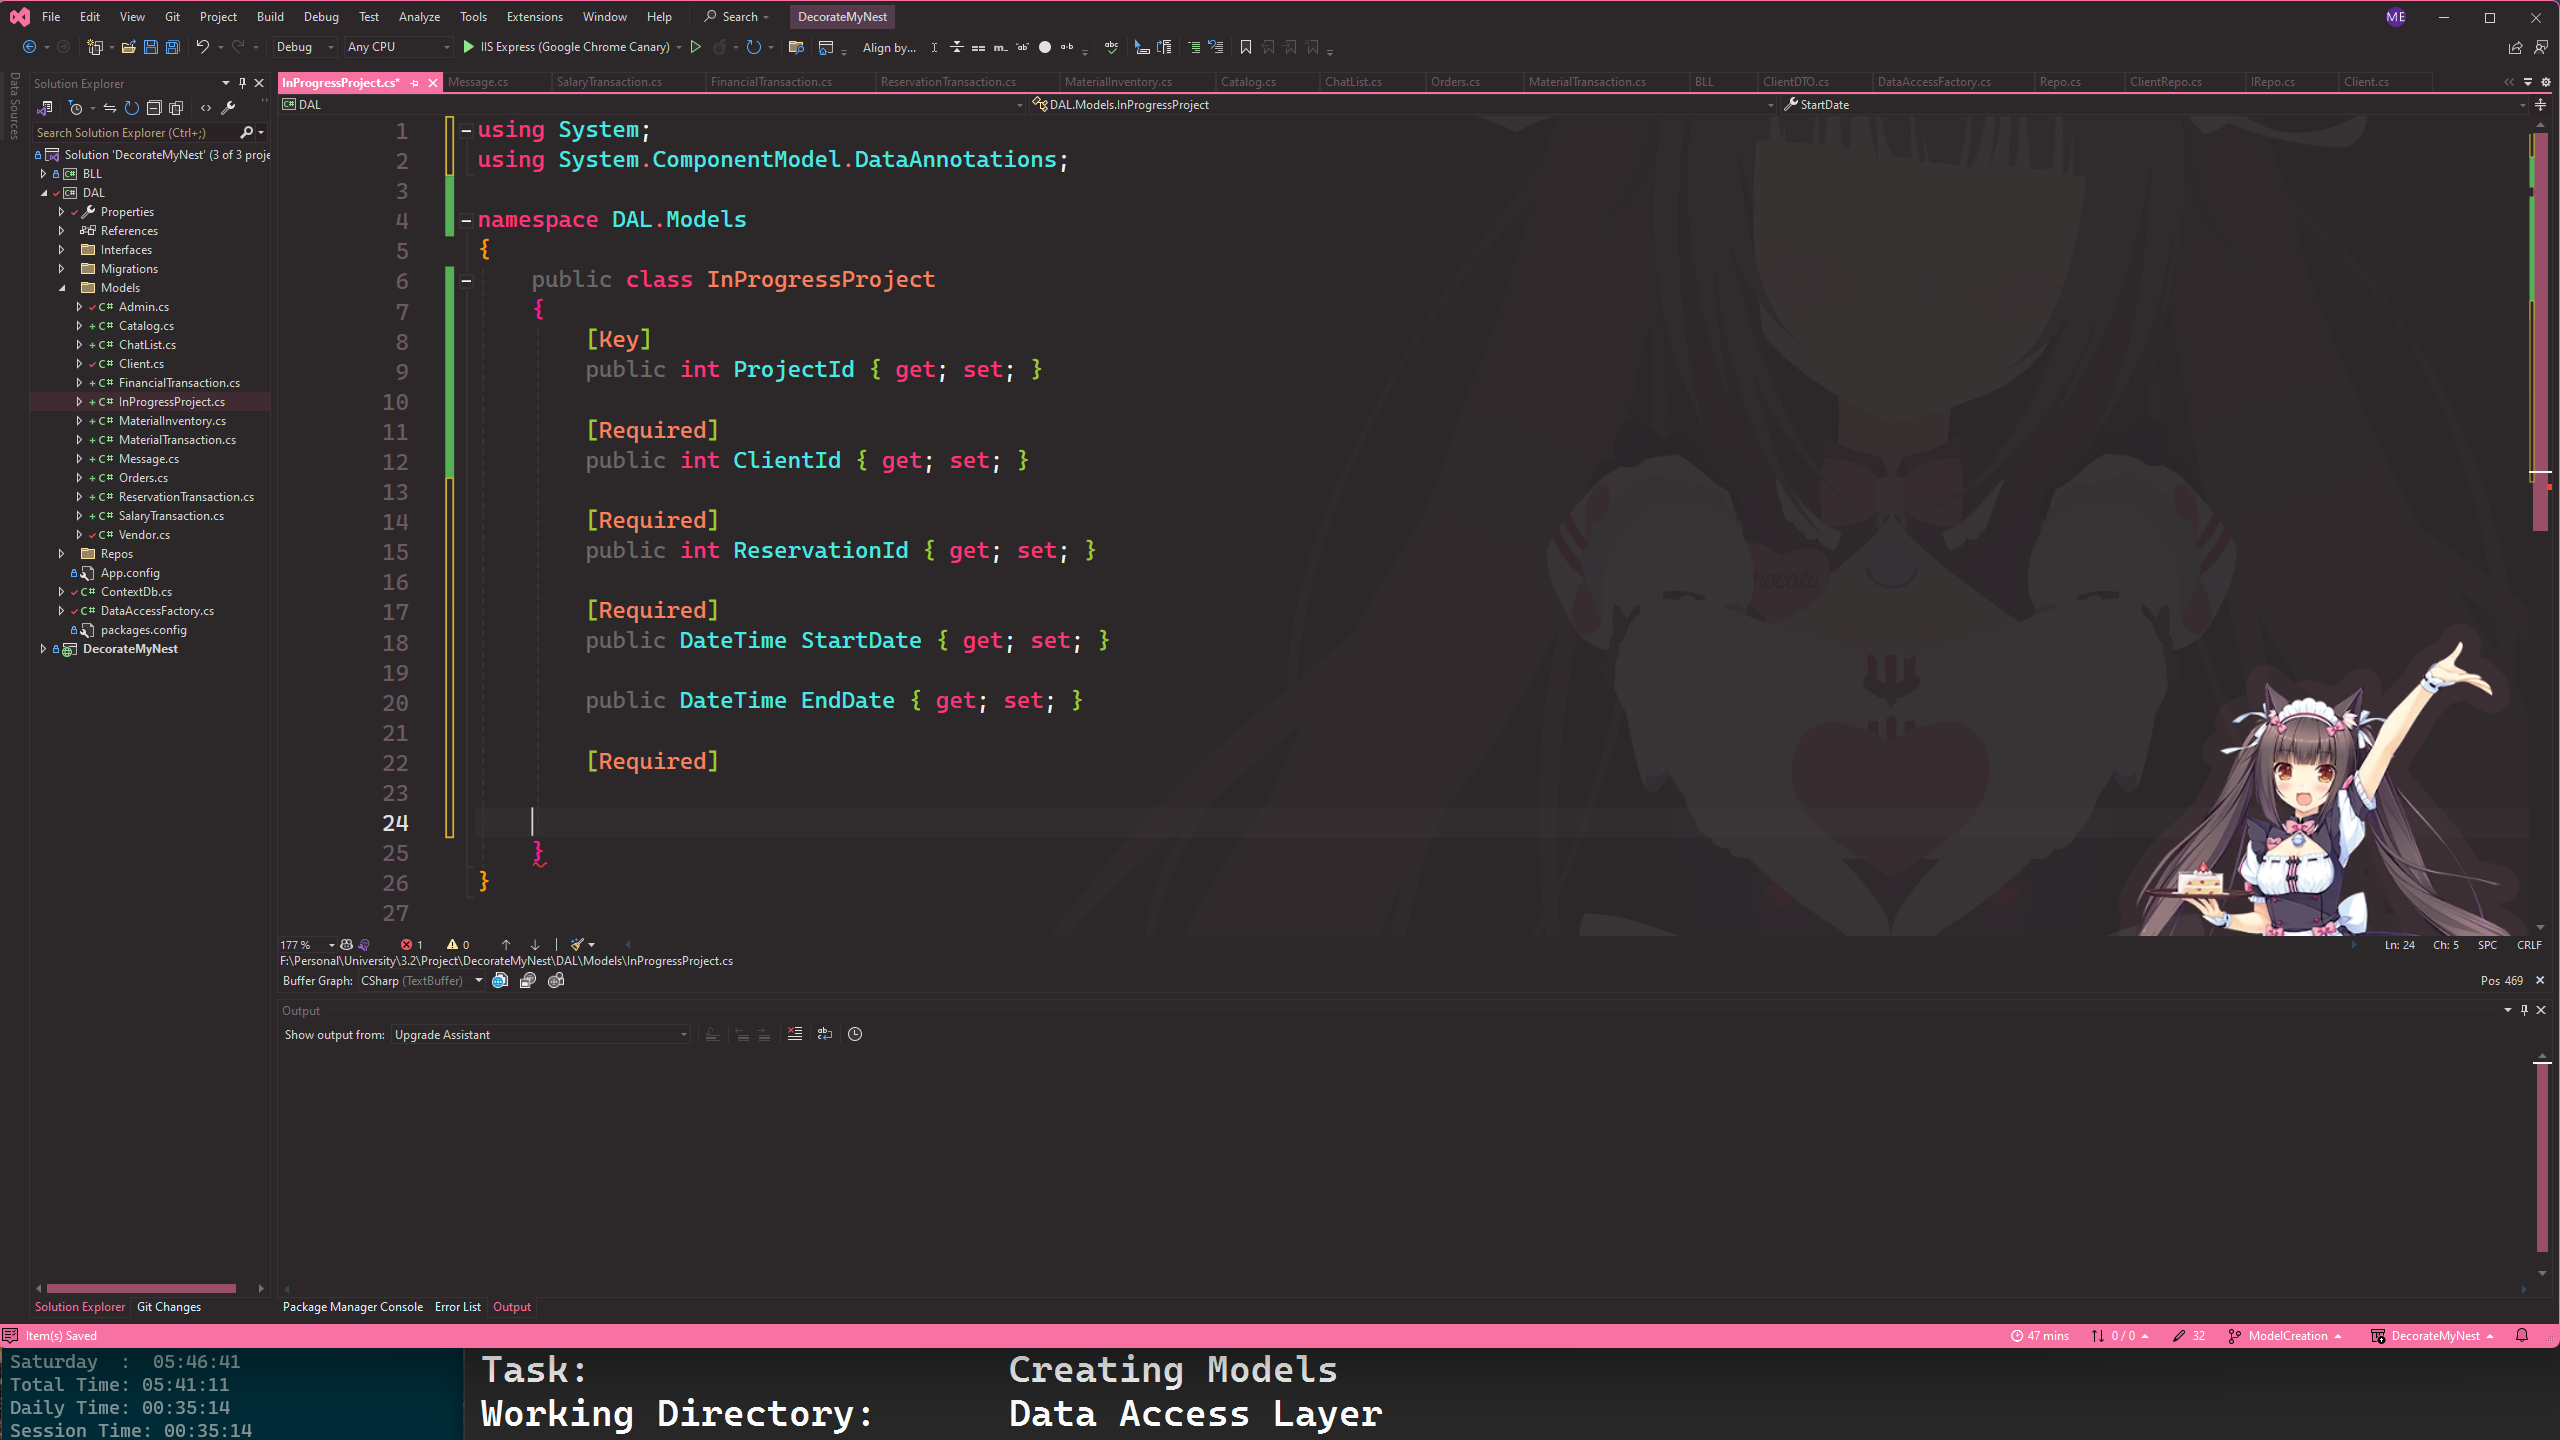 File Edit View Git Project Build Debug Test Analyze Tools Extensions Window Help Search DecorateMyNest ME
Debug Any CPU IIS Express (Google Chrome Canary) Align by...
Data Sources
Solution Explorer
Search Solution Explorer (Ctrl+;)
Solution 'DecorateMyNest' (3 of 3 proje
BLL
DAL
Properties
References
Interfaces
Migrations
Models
C# Admin.cs
C# Catalog.cs
C# ChatList.cs
C# Client.cs
C# FinancialTransaction.cs
C# InProgressProject.cs
C# MaterialInventory.cs
C# MaterialTransaction.cs
C# Message.cs
C# Orders.cs
C# ReservationTransaction.cs
C# SalaryTransaction.cs
C# Vendor.cs
Repos
App.config
C# ContextDb.cs
C# DataAccessFactory.cs
packages.config
DecorateMyNest
Solution Explorer Git Changes
InProgressProject.cs* Message.cs SalaryTransaction.cs FinancialTransaction.cs ReservationTransaction.cs MaterialInventory.cs Catalog.cs ChatList.cs Orders.cs MaterialTransaction.cs BLL ClientDTO.cs DataAccessFactory.cs Repo.cs ClientRepo.cs IRepo.cs Client.cs
DAL DAL.Models.InProgressProject StartDate
1 using System;
2 using System.ComponentModel.DataAnnotations;
3
4 namespace DAL.Models
5 {
6 public class InProgressProject
7 {
8 [Key]
9 public int ProjectId { get; set; }
10
11 [Required]
12 public int ClientId { get; set; }
13
14 [Required]
15 public int ReservationId { get; set; }
16
17 [Required]
18 public DateTime StartDate { get; set; }
19
20 public DateTime EndDate { get; set; }
21
22 [Required]
23
24
25 }
26 }
27
177 % 1 0 Ln: 24 Ch: 5 SPC CRLF
F:\Personal\University\3.2\Project\DecorateMyNest\DAL\Models\InProgressProject.cs
Buffer Graph: CSharp (TextBuffer) Pos 469
Output
Show output from: Upgrade Assistant
Package Manager Console Error List Output
Item(s) Saved 47 mins 0 / 0 32 ModelCreation DecorateMyNest
Saturday : 05:46:41
Total Time: 05:41:11
Daily Time: 00:35:14
Session Time: 00:35:14
Task: Creating Models
Working Directory: Data Access Layer